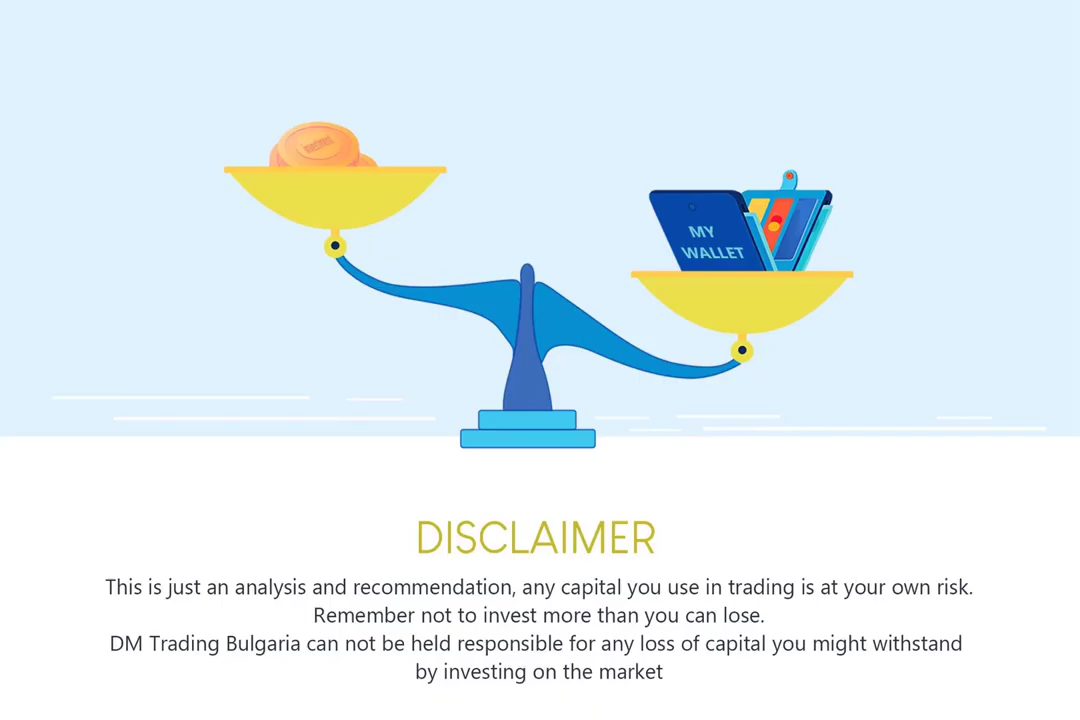 MY
WALLET
DISCLAIMER
This is just an analysis and recommendation, any capital you use in trading is at your own risk.
Remember not to invest more than you can lose.
DM Trading Bulgaria can not be held responsible for any loss of capital you might withstand
by investing on the market